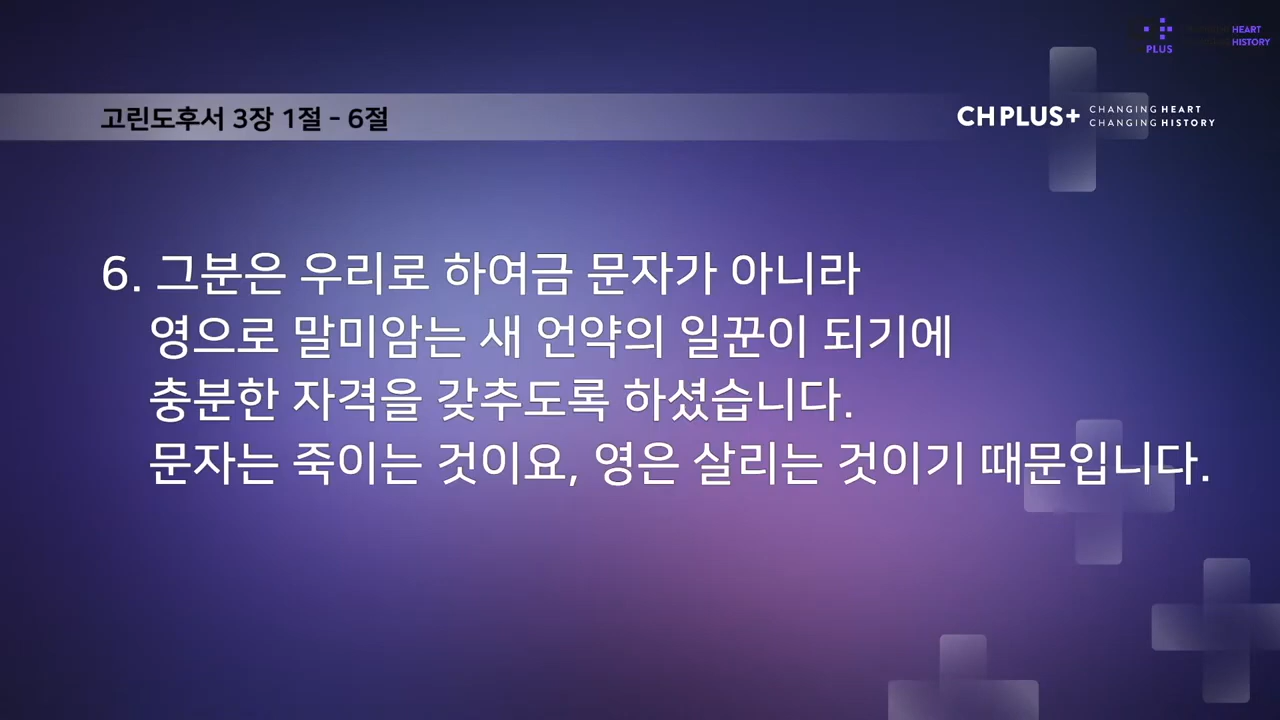 PLUS
HEART
HISTORY
고린도후서 3장 1절 - 6절
CHPLUS+
CHANGING HEART
CHANGING HISTORY
6. 그분은 우리로 하여금 문자가 아니라
영으로 말미암는 새 언약의 일꾼이 되기에
충분한 자격을 갖추도록 하셨습니다.
문자는 죽이는 것이요, 영은 살리는 것이기 때문입니다.